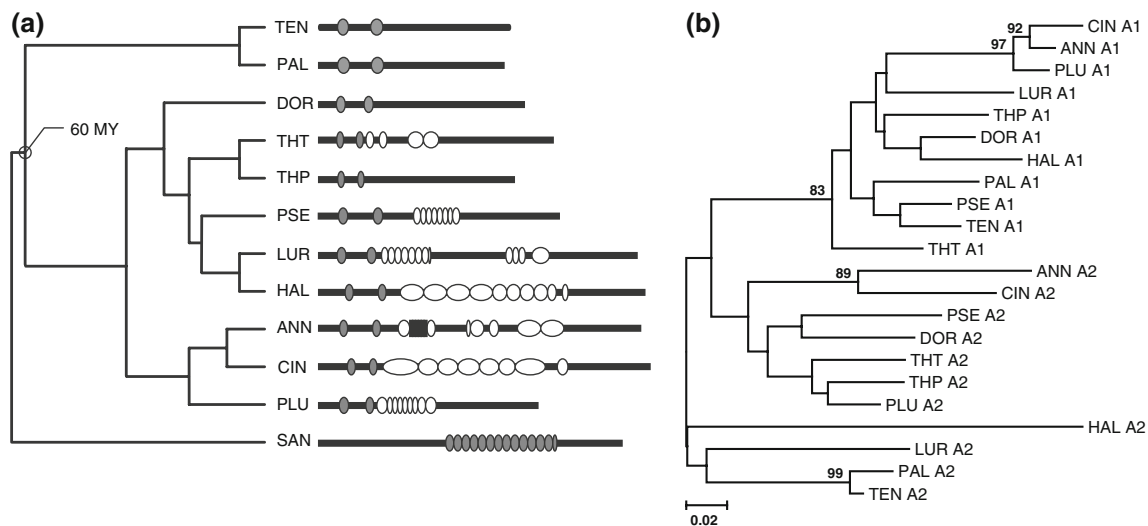 (a)
TEN
PAL
DOR
60 MY
THT
THP
PSE
LUR
HAL
ANN
CIN
PLU
SAN
(b)
92
CIN A1
97
ANN A1
PLU A1
LUR A1
THP A1
DOR A1
HAL A1
83
PAL A1
PSE A1
TEN A1
THT A1
89
ANN A2
CIN A2
PSE A2
DOR A2
THT A2
THP A2
PLU A2
HAL A2
LUR A2
99
PAL A2
TEN A2
0.02